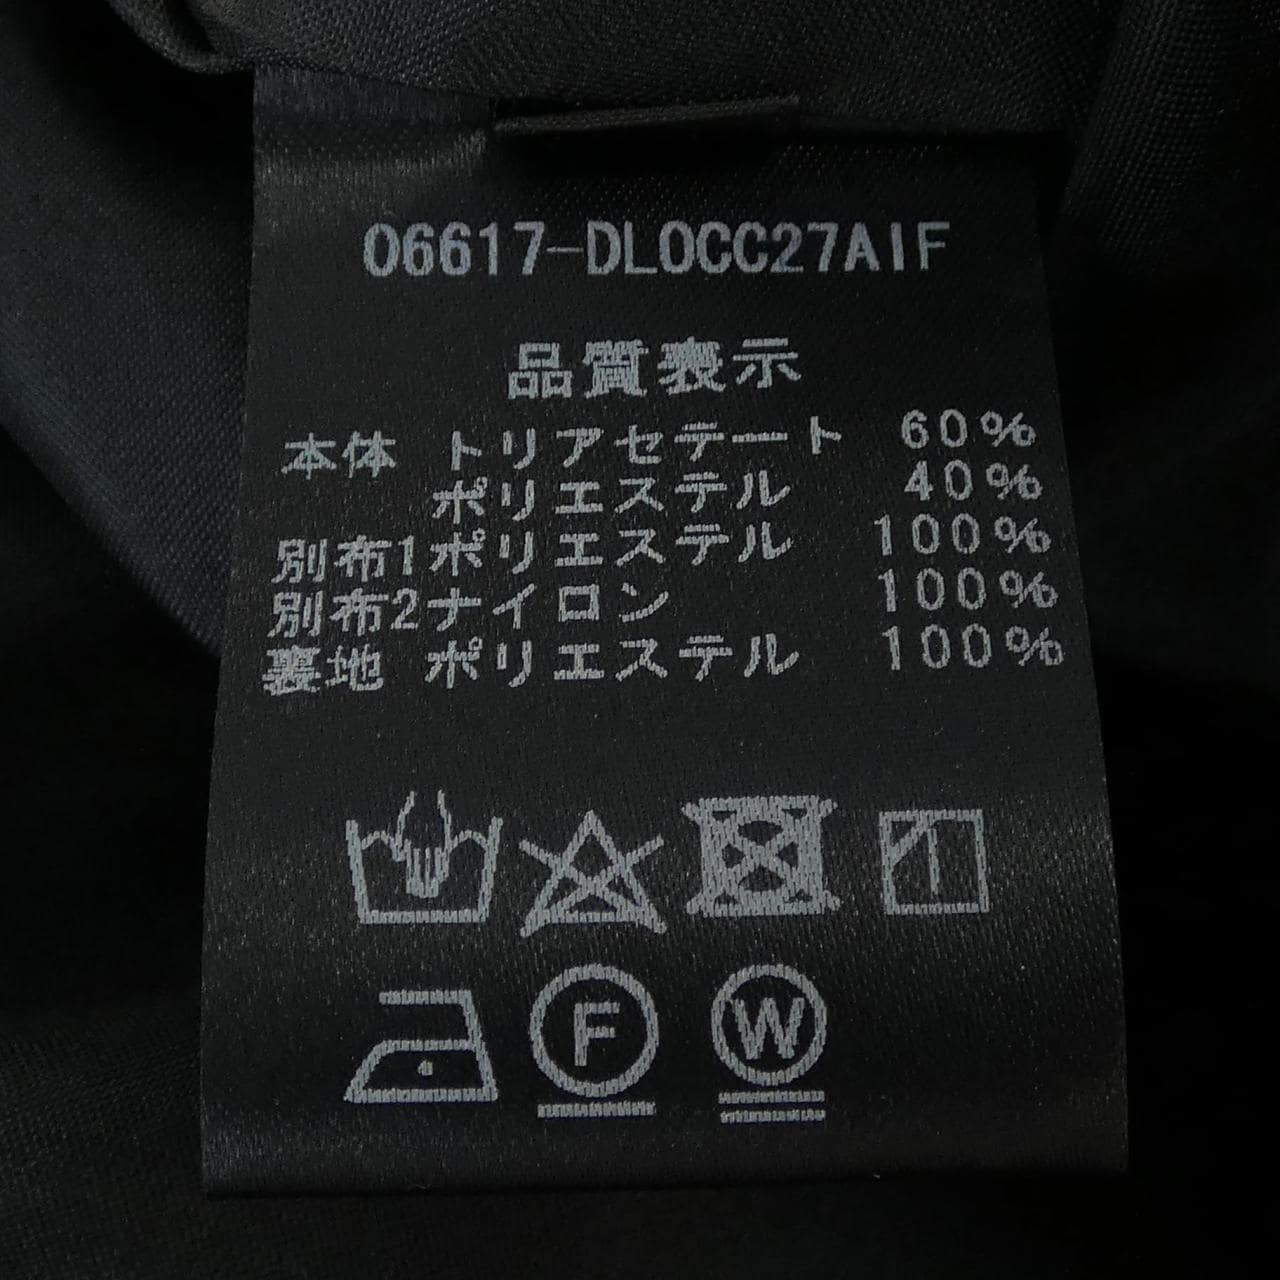 06617-DLOCC27AIF
品質表示
本体 トリアセテート 60%
ポリエステル 40%
別布1ポリエステル 100%
別布2ナイロン 100%
裏地 ポリエステル 100%
F
W